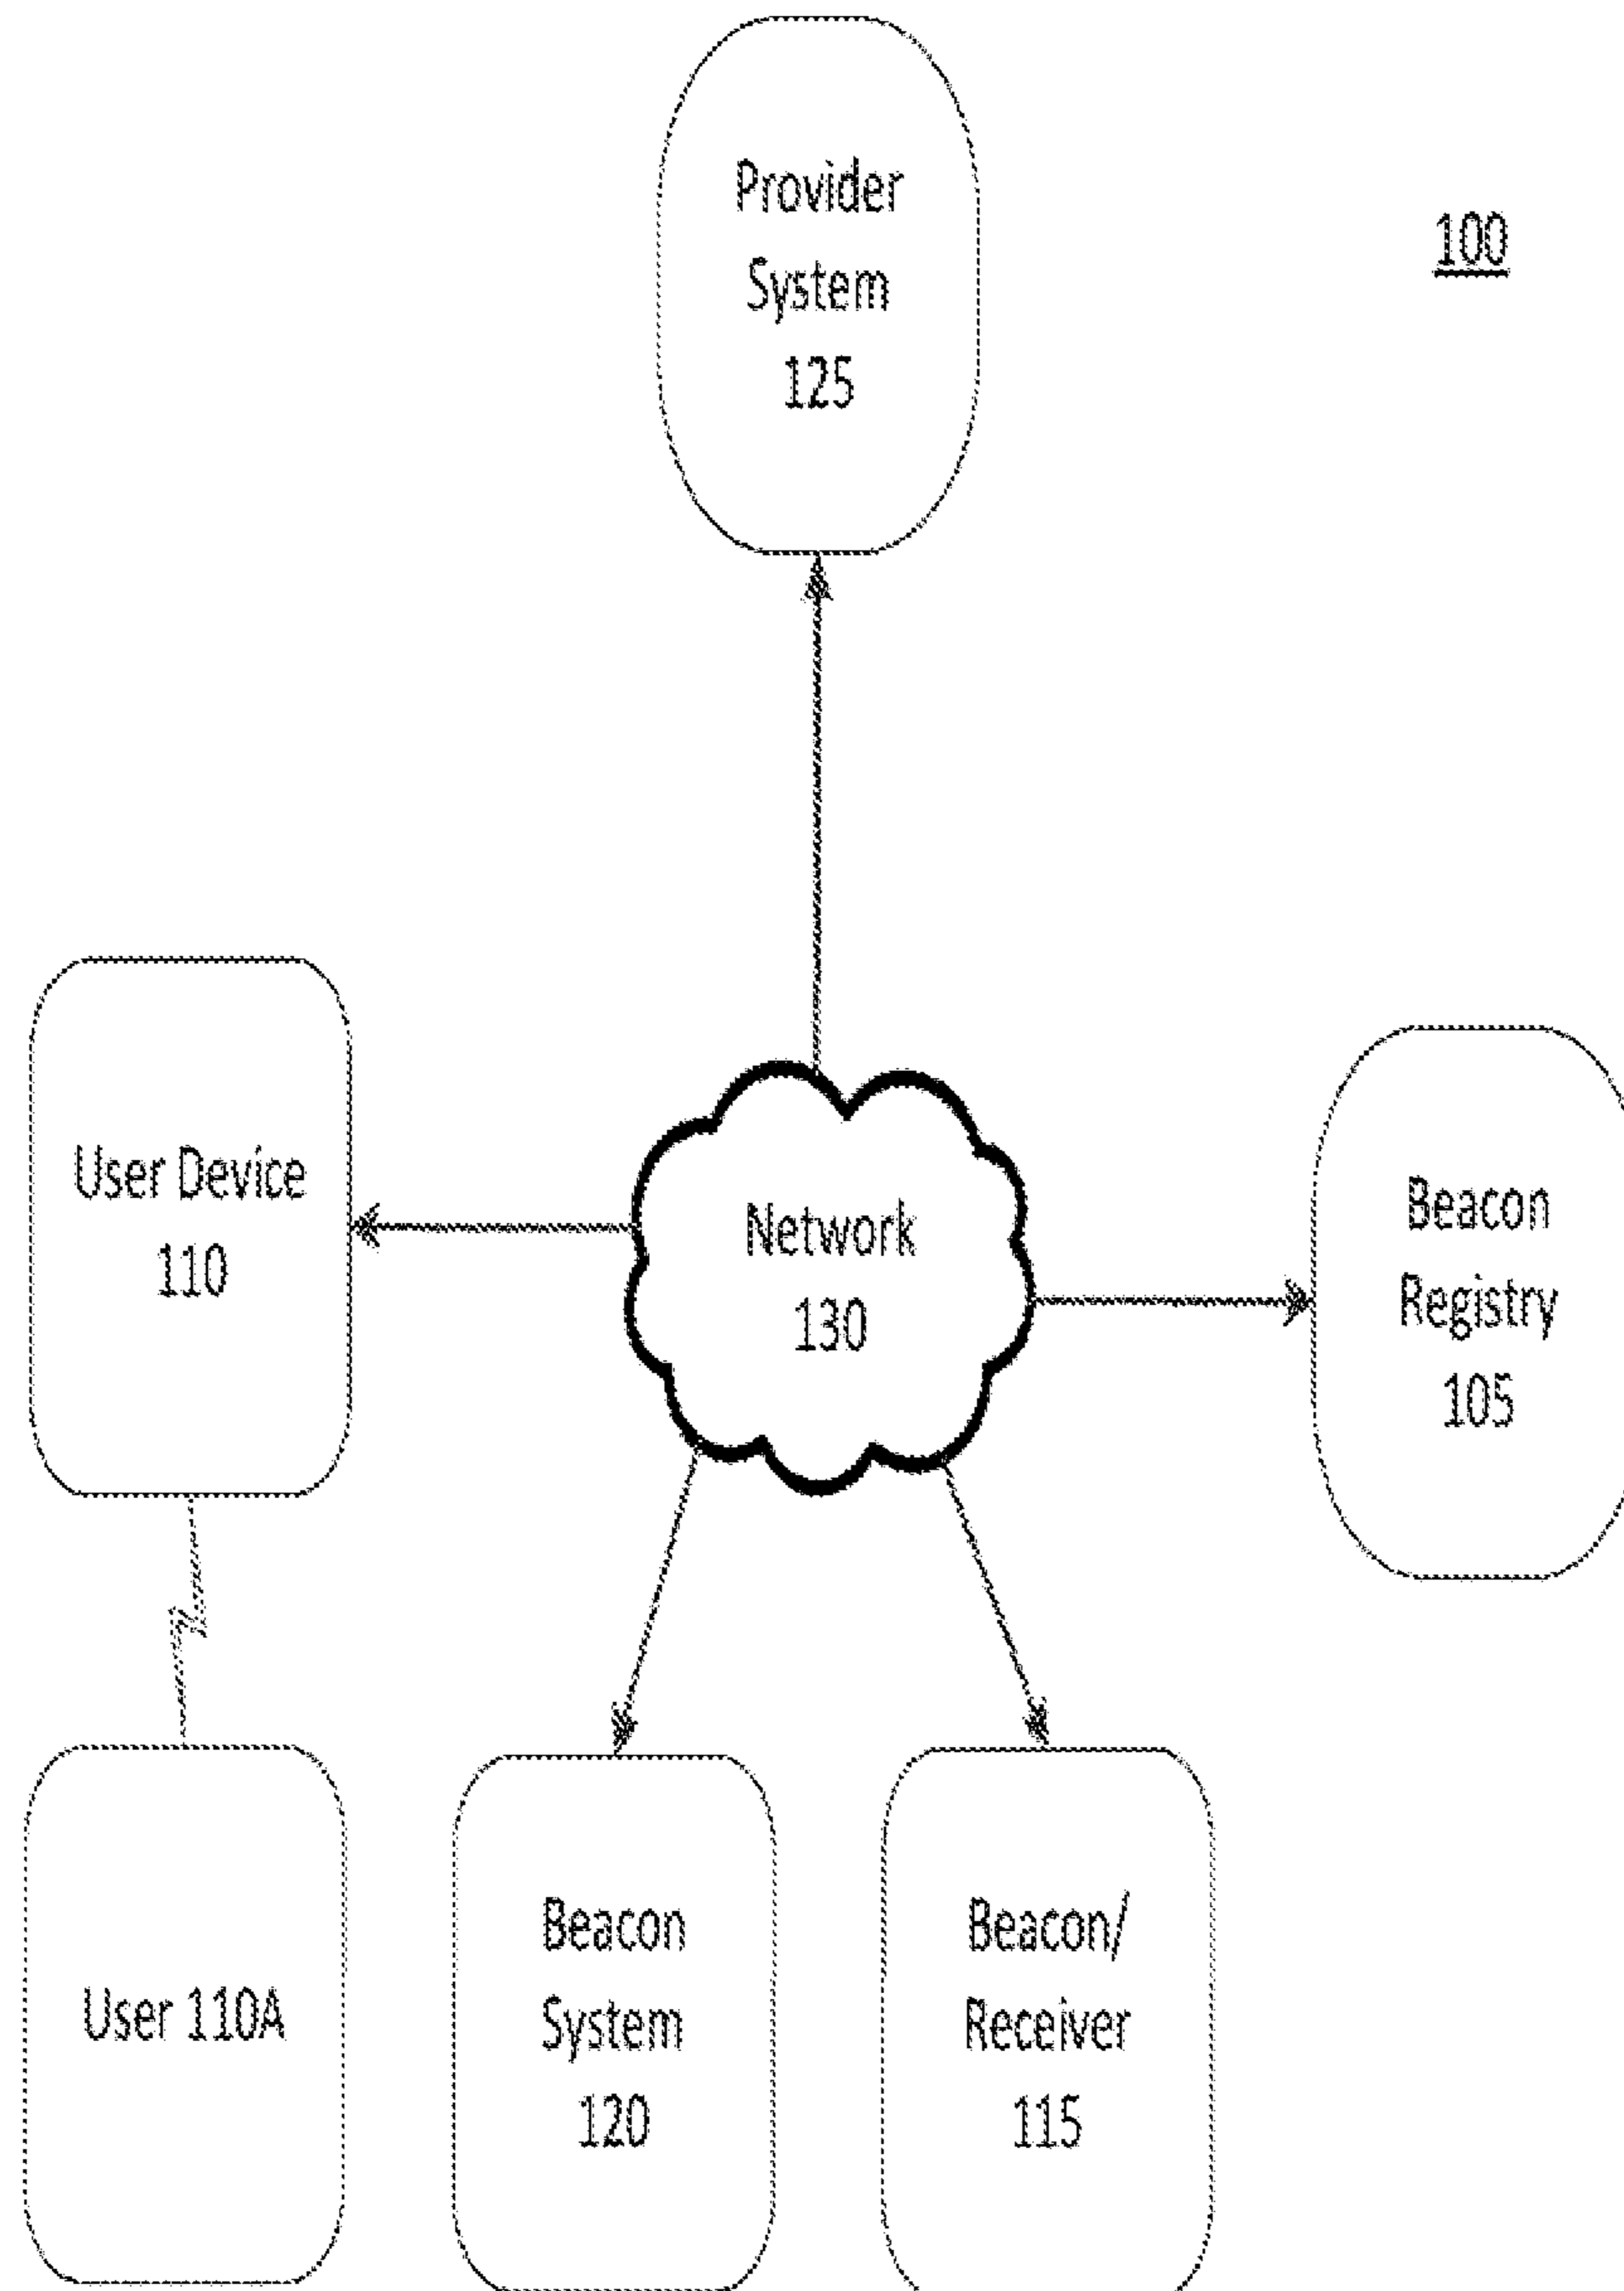 Provider
System
125
100
User Device
110
Network
130
Beacon
Registry
105
User 110A
Beacon
System
120
Beacon/
Receiver
115